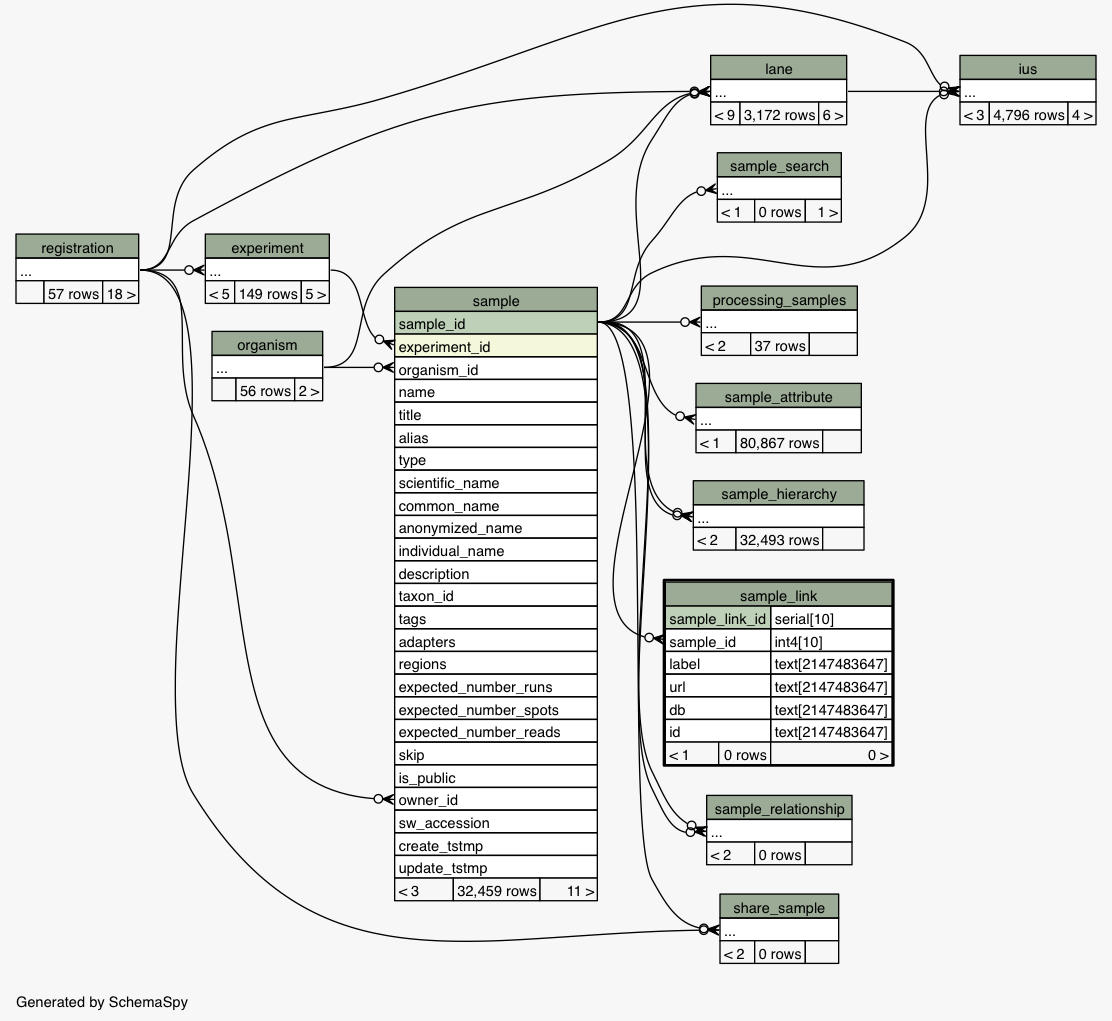 lane
...
< 9 3,172 rows 6 >
ius
...
< 3 4,796 rows 4 >
sample_search
...
< 1 0 rows 1 >
registration
...
57 rows 18 >
experiment
...
< 5 149 rows 5 >
organism
...
56 rows 2 >
sample
sample_id
experiment_id
organism_id
name
title
alias
type
scientific_name
common_name
anonymized_name
individual_name
description
taxon_id
tags
adapters
regions
expected_number_runs
expected_number_spots
expected_number_reads
skip
is_public
owner_id
sw_accession
create_tstmp
update_tstmp
< 3 32,459 rows 11 >
processing_samples
...
< 2 37 rows
sample_attribute
...
< 1 80,867 rows
sample_hierarchy
...
< 2 32,493 rows
sample_link
sample_link_id serial[10]
sample_id int4[10]
label text[2147483647]
url text[2147483647]
db text[2147483647]
id text[2147483647]
< 1 0 rows 0 >
sample_relationship
...
< 2 0 rows
share_sample
...
< 2 0 rows
Generated by SchemaSpy